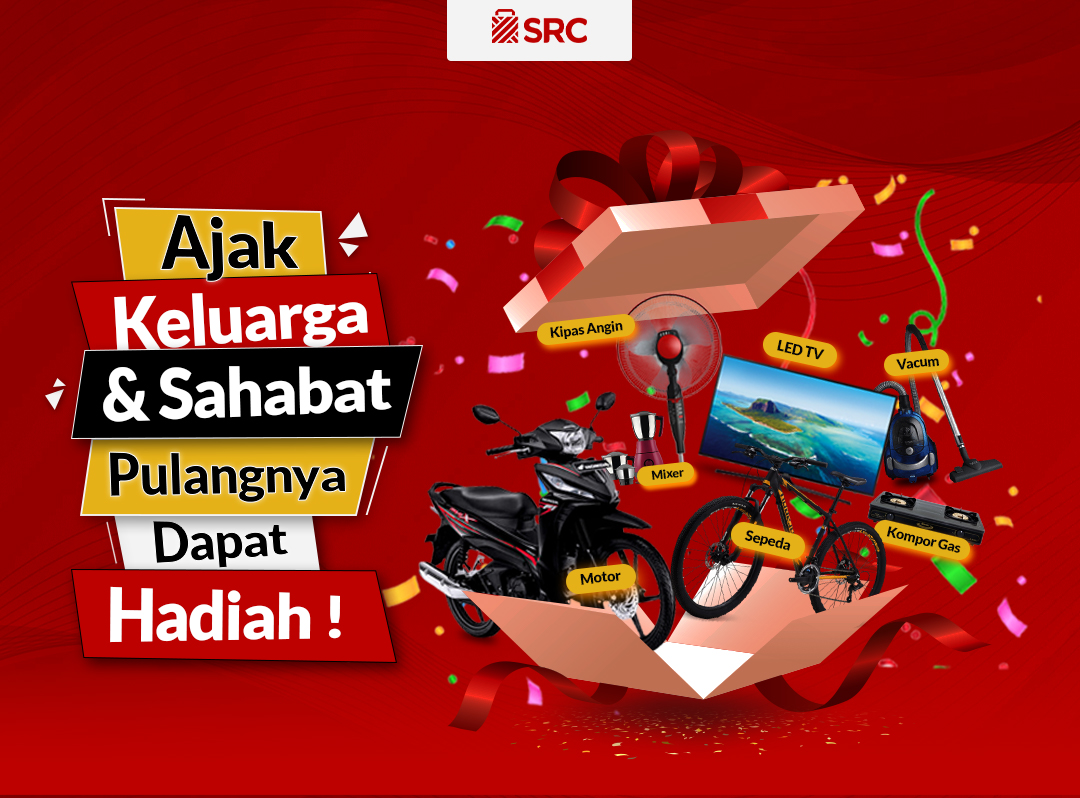 SRC
Ajak
Keluarga
& Sahabat
Pulangnya
Dapat
Hadiah !
Kipas Angin
LED TV
Vacum
Mixer
Sepeda
Kompor Gas
Motor